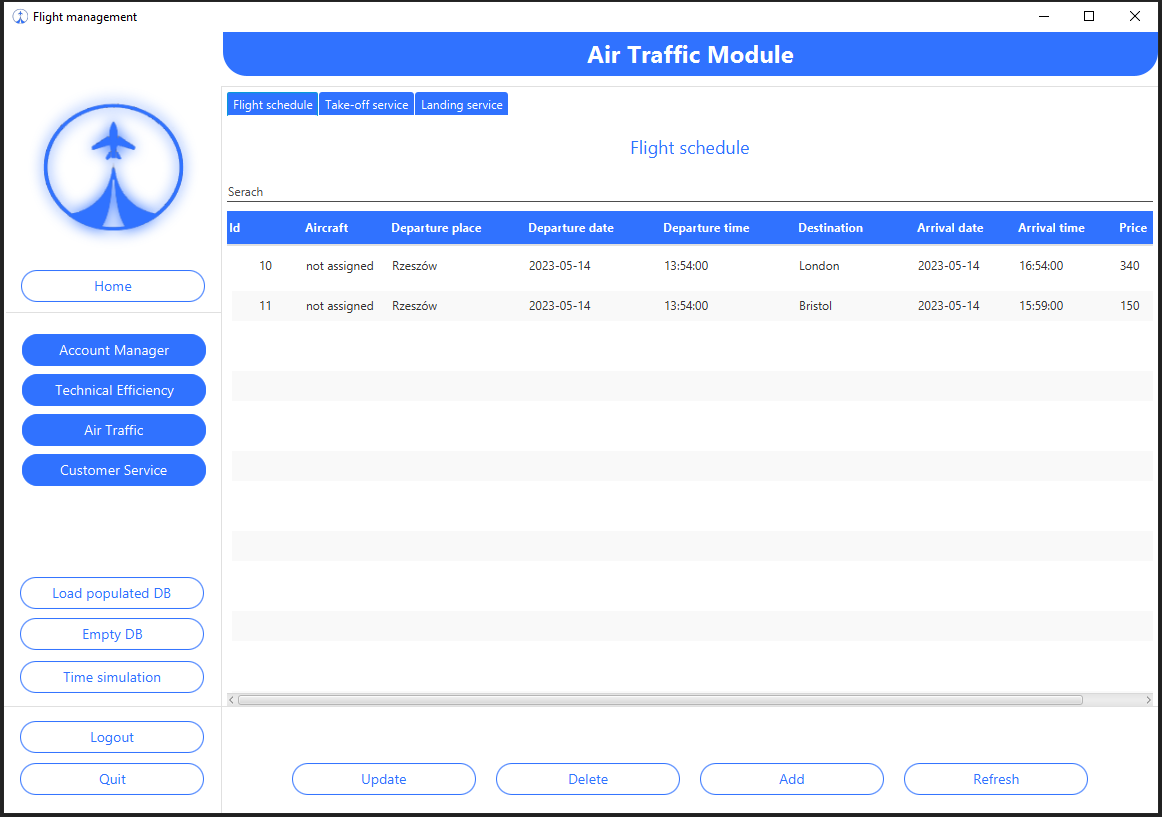 Flight management
Air Traffic Module
Flight schedule Take-off service Landing service
Flight schedule
Serach
Id Aircraft Departure place Departure date Departure time Destination Arrival date Arrival time Price
10 not assigned Rzeszów 2023-05-14 13:54:00 London 2023-05-14 16:54:00 340
11 not assigned Rzeszów 2023-05-14 13:54:00 Bristol 2023-05-14 15:59:00 150
Home
Account Manager
Technical Efficiency
Air Traffic
Customer Service
Load populated DB
Empty DB
Time simulation
Logout
Quit
Update Delete Add Refresh